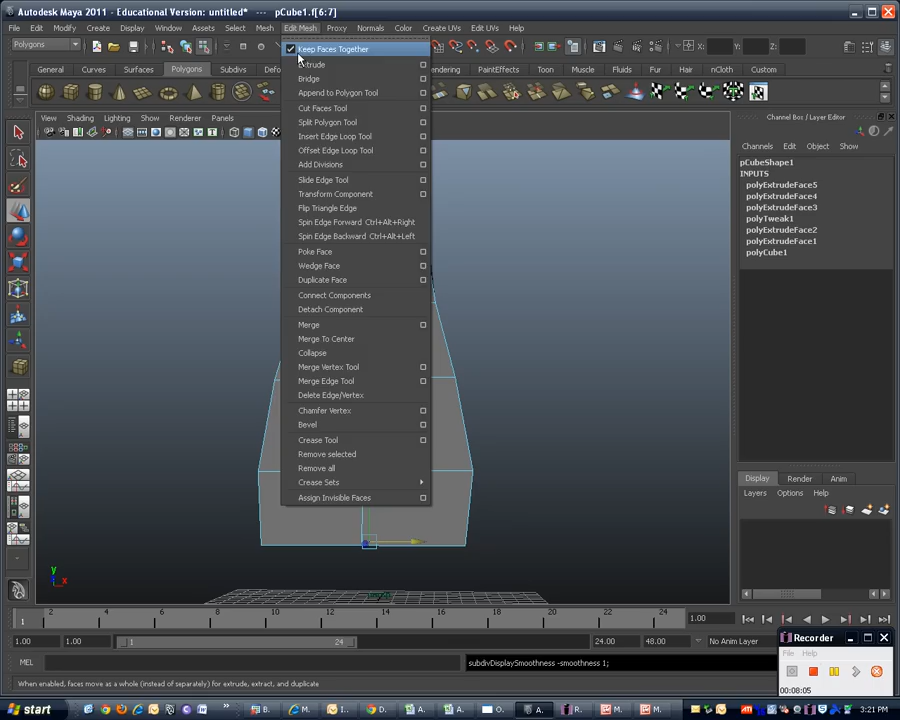 Autodesk Maya 2012 - Educational Version: untitled* --- pCube1.f[6:7]
File Edit Modify Create Display Window Assets Select Mesh Edit Mesh Proxy Normals Color Create UVs Edit UVs Help
Polygons X: Y: Z:
General Curves Surfaces Polygons Subdivs PaintEffects Toon Muscle Fluids Fur Hair nCloth Custom
View Shading Lighting Show Renderer Panels
Keep Faces Together
Extrude
Bridge
Append to Polygon Tool
Cut Faces Tool
Split Polygon Tool
Insert Edge Loop Tool
Offset Edge Loop Tool
Add Divisions
Slide Edge Tool
Transform Component
Flip Triangle Edge
Spin Edge Forward Ctrl+Alt+Right
Spin Edge Backward Ctrl+Alt+Left
Poke Face
Wedge Face
Duplicate Face
Connect Components
Detach Component
Merge
Merge To Center
Collapse
Merge Vertex Tool
Merge Edge Tool
Delete Edge/Vertex
Chamfer Vertex
Bevel
Crease Tool
Remove selected
Remove all
Crease Sets
Assign Invisible Faces
Channel Box / Layer Editor
Channels Edit Object Show
pCubeShape1
INPUTS
polyExtrudeFace5
polyExtrudeFace4
polyExtrudeFace3
polyTweak1
polyExtrudeFace2
polyExtrudeFace1
polyCube1
Display Render Anim
Layers Options Help
y
x
2 4 6 8 10 12 14 16 18 20 22 24
1 1.00
1.00 1.00 1 24 24.00 48.00 No Anim Layer
MEL subdivDisplaySmoothness -smoothness 1;
When enabled, faces move as a whole (instead of separately) for extrude, extract, and duplicate
Recorder
File Help
00:08:05
start 3:21 PM